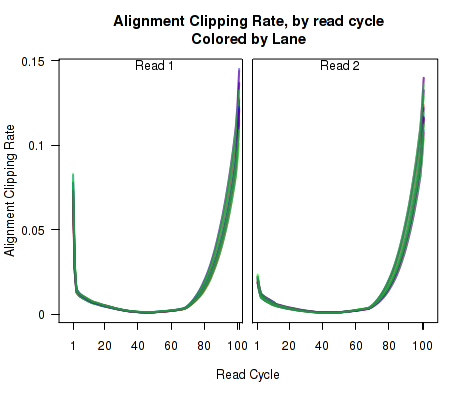 Alignment Clipping Rate, by read cycle
Colored by Lane
Read 1 Read 2
0.15
0.1
0.05
0
Alignment Clipping Rate
1 20 40 60 80 100 1 20 40 60 80 100
Read Cycle